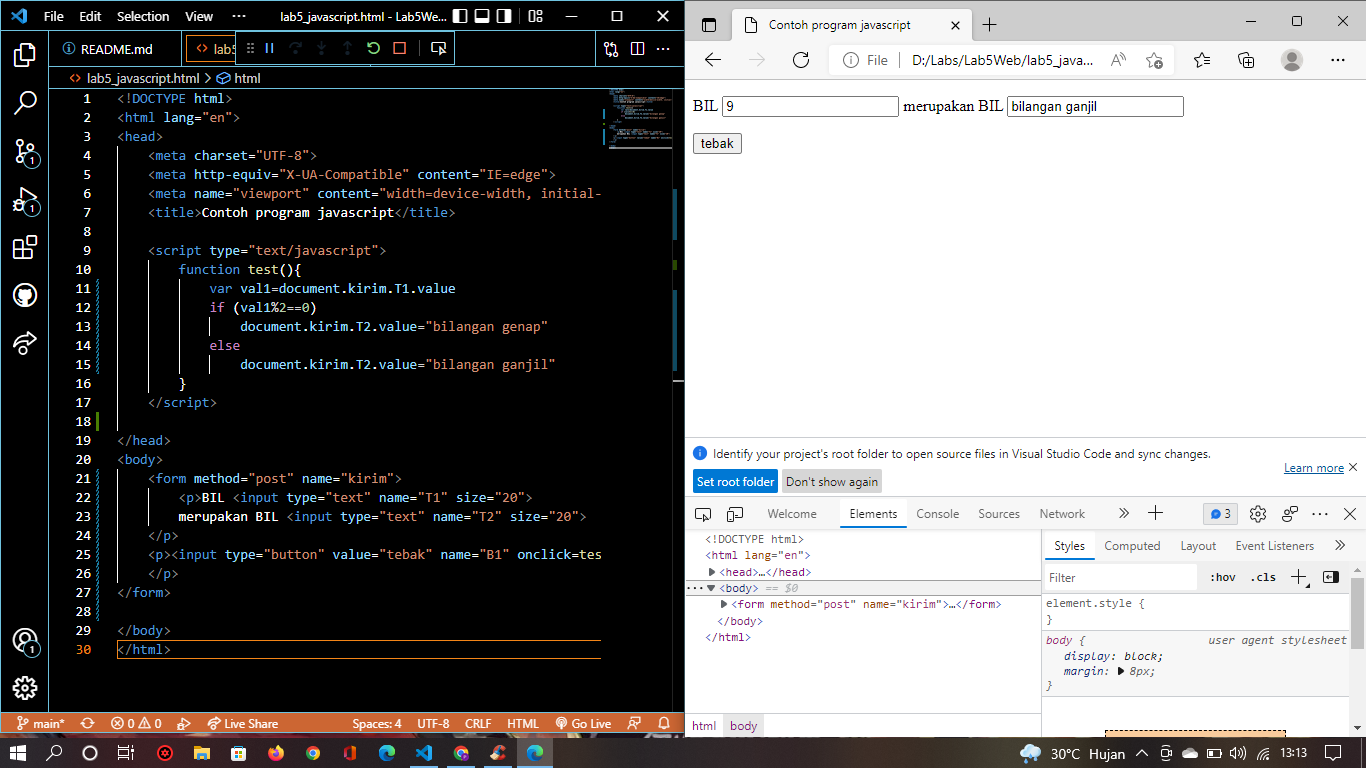 File Edit Selection View ··· lab5_javascript.html - Lab5We...
README.md
lab5
lab5_javascript.html > html
1 <!DOCTYPE html>
2 <html lang="en">
3 <head>
4 <meta charset="UTF-8">
5 <meta http-equiv="X-UA-Compatible" content="IE=edge">
6 <meta name="viewport" content="width=device-width, initial-
7 <title>Contoh program javascript</title>
8
9 <script type="text/javascript">
10 function test(){
11 var val1=document.kirim.T1.value
12 if (val1%2==0)
13 document.kirim.T2.value="bilangan genap"
14 else
15 document.kirim.T2.value="bilangan ganjil"
16 }
17 </script>
18
19 </head>
20 <body>
21 <form method="post" name="kirim">
22 <p>BIL <input type="text" name="T1" size="20">
23 merupakan BIL <input type="text" name="T2" size="20">
24 </p>
25 <p><input type="button" value="tebak" name="B1" onclick=tes
26 </p>
27 </form>
28
29 </body>
30 </html>
1
1
1
main* 0 0 Live Share Spaces: 4 UTF-8 CRLF HTML Go Live
Contoh program javascript
File D:/Labs/Lab5Web/lab5_java...
BIL 9 merupakan BIL bilangan ganjil
tebak
Identify your project's root folder to open source files in Visual Studio Code and sync changes.
Learn more
Set root folder Don't show again
Welcome Elements Console Sources Network 3
<!DOCTYPE html>
<html lang="en">
<head>…</head>
<body> == $0
<form method="post" name="kirim">…</form>
</body>
</html>
html body
Styles Computed Layout Event Listeners
Filter :hov .cls
element.style {
}
body { user agent stylesheet
display: block;
margin: 8px;
}
30°C Hujan 13:13